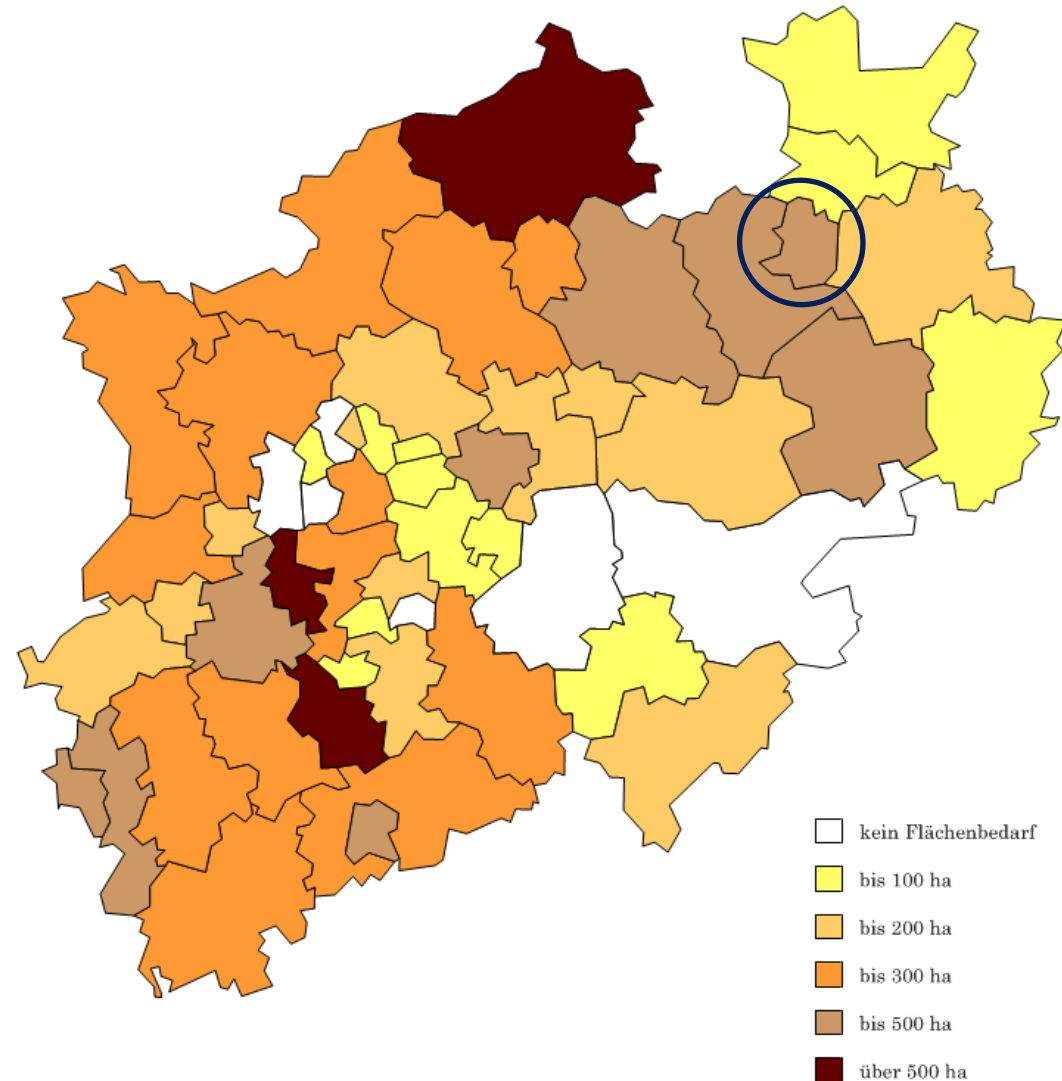 kein Flächenbedarf
bis 100 ha
bis 200 ha
bis 300 ha
bis 500 ha
über 500 ha